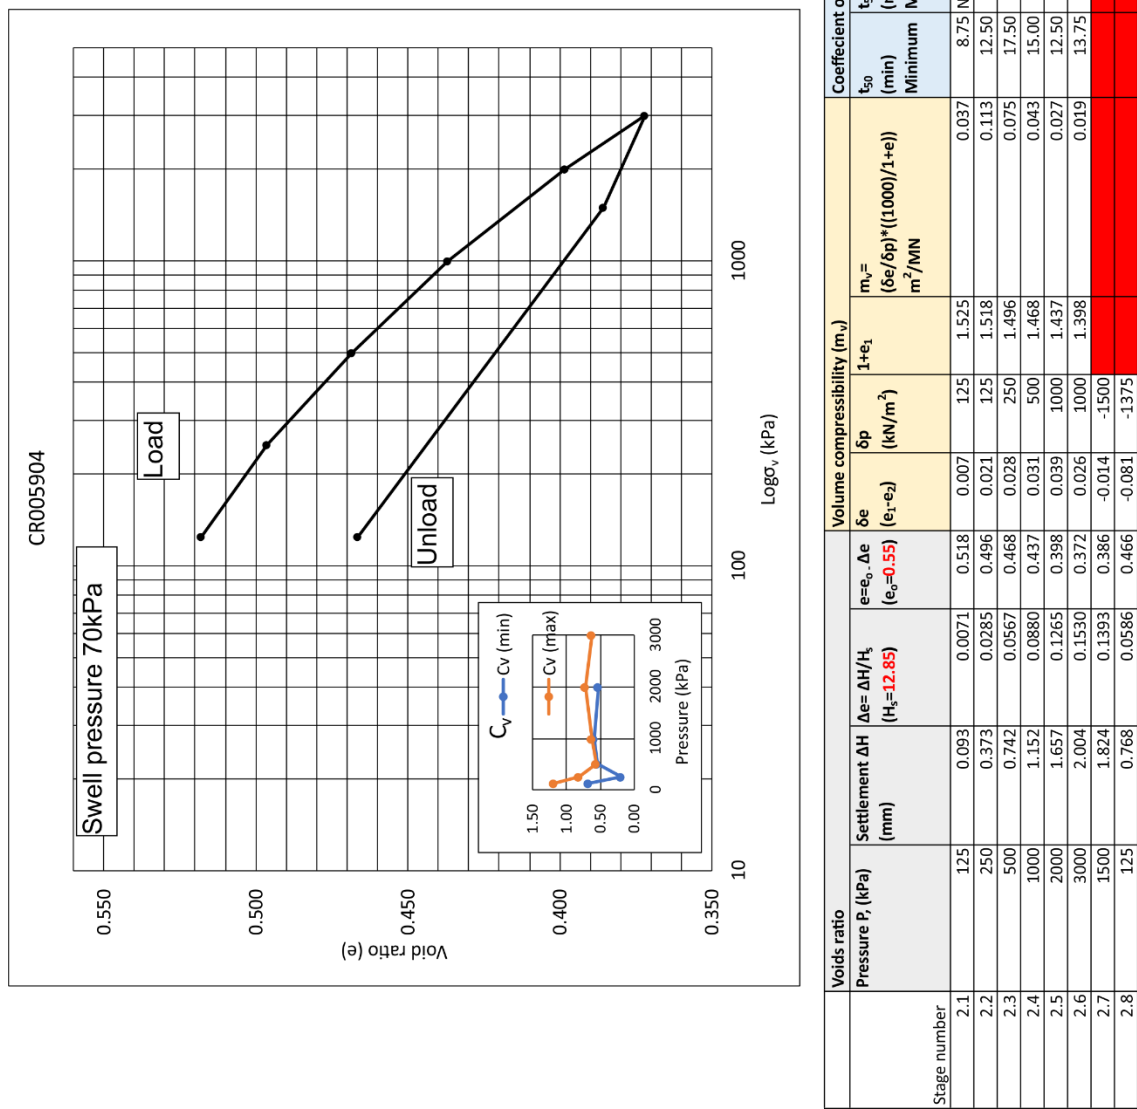 CR005904
Swell pressure 70kPa
Load
Unload
0.550
0.500
0.450
0.400
0.350
Void ratio (e)
10
100
1000
Logσv (kPa)
Cv
Cv (min)
Cv (max)
1.50
1.00
0.50
0.00
0
1000
2000
3000
Pressure (kPa)
Voids ratio Volume compressibility (mv) Coeffecient o
Stage number Pressure P, (kPa) Settlement ΔH (mm) Δe= ΔH/Hs (Hs=12.85) e=eo - Δe (eo=0.55) δe (e1-e2) δp (kN/m²) 1+e1 mv= (δe/δp)*((1000)/1+e)) m²/MN t50 (min) Minimum
2.1 125 0.093 0.0071 0.518 0.007 125 1.525 0.037 8.75 N
2.2 250 0.373 0.0285 0.496 0.021 125 1.518 0.113 12.50
2.3 500 0.742 0.0567 0.468 0.028 250 1.496 0.075 17.50
2.4 1000 1.152 0.0880 0.437 0.031 500 1.468 0.043 15.00
2.5 2000 1.657 0.1265 0.398 0.039 1000 1.437 0.027 12.50
2.6 3000 2.004 0.1530 0.372 0.026 1000 1.398 0.019 13.75
2.7 1500 1.824 0.1393 0.386 -0.014 -1500
2.8 125 0.768 0.0586 0.466 -0.081 -1375